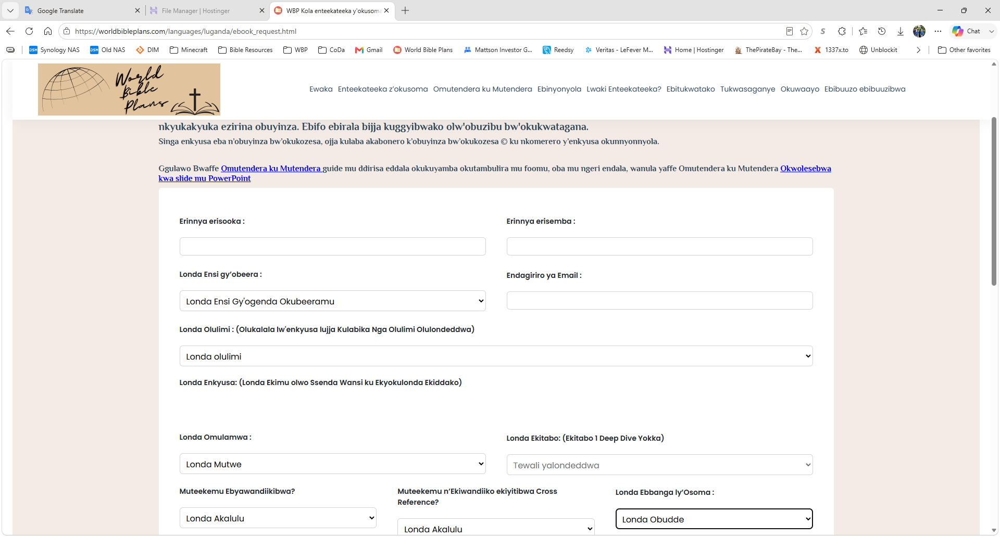 Google Translate
File Manager | Hostinger
WBP Kola enteekateeka y'okusoma
https://worldbibleplans.com/languages/luganda/ebook_request.html
Chat
Synology NAS
Old NAS
DIM
Minecraft
Bible Resources
WBP
CoDa
Gmail
World Bible Plans
Mattson Investor G...
Reedsy
Veritas - LeFever M...
Home | Hostinger
ThePirateBay - The...
1337x.to
Unblockit
Other favorites
World
Bible
Plans
Ewaka
Enteekateeka z’okusoma
Omutendera ku Mutendera
Ebinyonyola
Lwaki Enteekateeka?
Ebitukwatako
Tukwasaganye
Okuwaayo
Ebibuuzo ebibuuzibwa
nkyukakyuka ezirina obuyinza. Ebifo ebirala bijja kuggyibwako olw'obuzibu bw'okukwatagana.
Singa enkyusa eba n’obuyinza bw’okukozesa, ojja kulaba akabonero k’obuyinza bw’okukozesa © ku nkomerero y’enkyusa okunnyonnyola.
Ggulawo Bwaffe Omutendera ku Mutendera guide mu ddirisa eddala okukuyamba okutambulira mu foomu, oba mu ngeri endala, wanula yaffe Omutendera ku Mutendera Okwolesebwa
kwa slide mu PowerPoint
Erinnya erisooka :
Erinnya erisemba :
Londa Ensi gy’obeera :
Endagiriro ya Email :
Londa Ensi Gy'ogenda Okubeeramu
Londa Olulimi : (Olukalala lw'enkyusa lujja Kulabika Nga Olulimi Olulondeddwa)
Londa olulimi
Londa Enkyusa: (Londa Ekimu olwo Ssenda Wansi ku Ekyokulonda Ekiddako)
Londa Omulamwa :
Londa Ekitabo: (Ekitabo 1 Deep Dive Yokka)
Londa Mutwe
Tewali yalondeddwa
Muteekemu Ebyawandiikibwa?
Muteekemu n’Ekiwandiiko ekiyitibwa Cross
Reference?
Londa Ebbanga ly’Osoma :
Londa Akalulu
Londa Akalulu
Londa Obudde